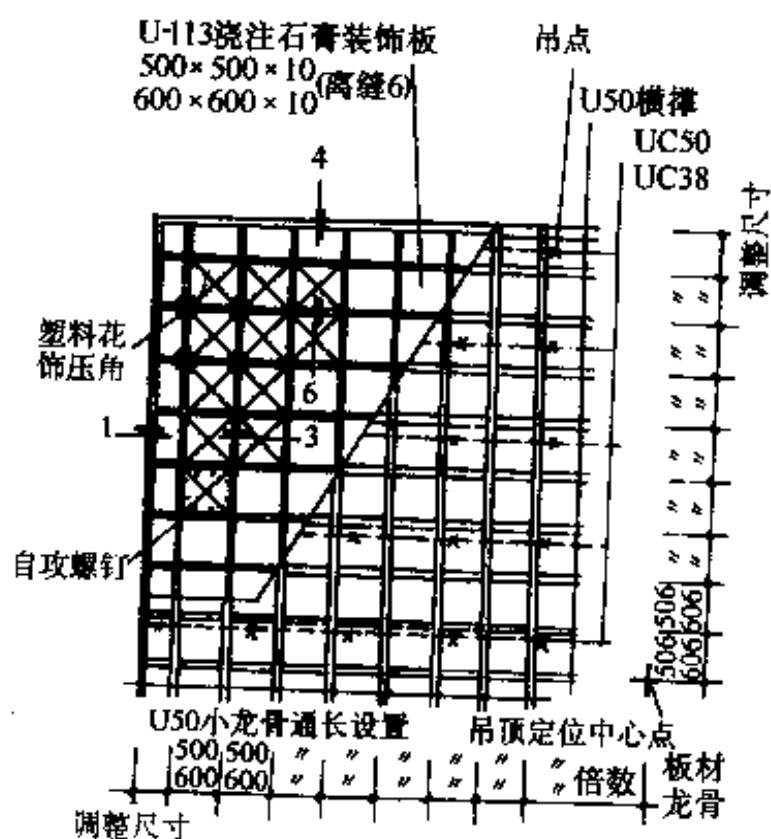 U-113浇注石膏装饰板
500×500×10
600×600×10
(离缝6)
吊点
U50横撑
UC50
UC38
4
调整尺寸
塑料花
饰压角
〃 〃
〃 〃
〃 〃
〃 〃
〃 〃
〃 〃
6
1
3
自攻螺钉
506 506
606 606
U50小龙骨通长设置
吊顶定位中心点
500 500 〃 〃 〃 〃 〃 〃
600 600 〃 〃 〃 〃 〃 〃 倍数
板材
龙骨
调整尺寸